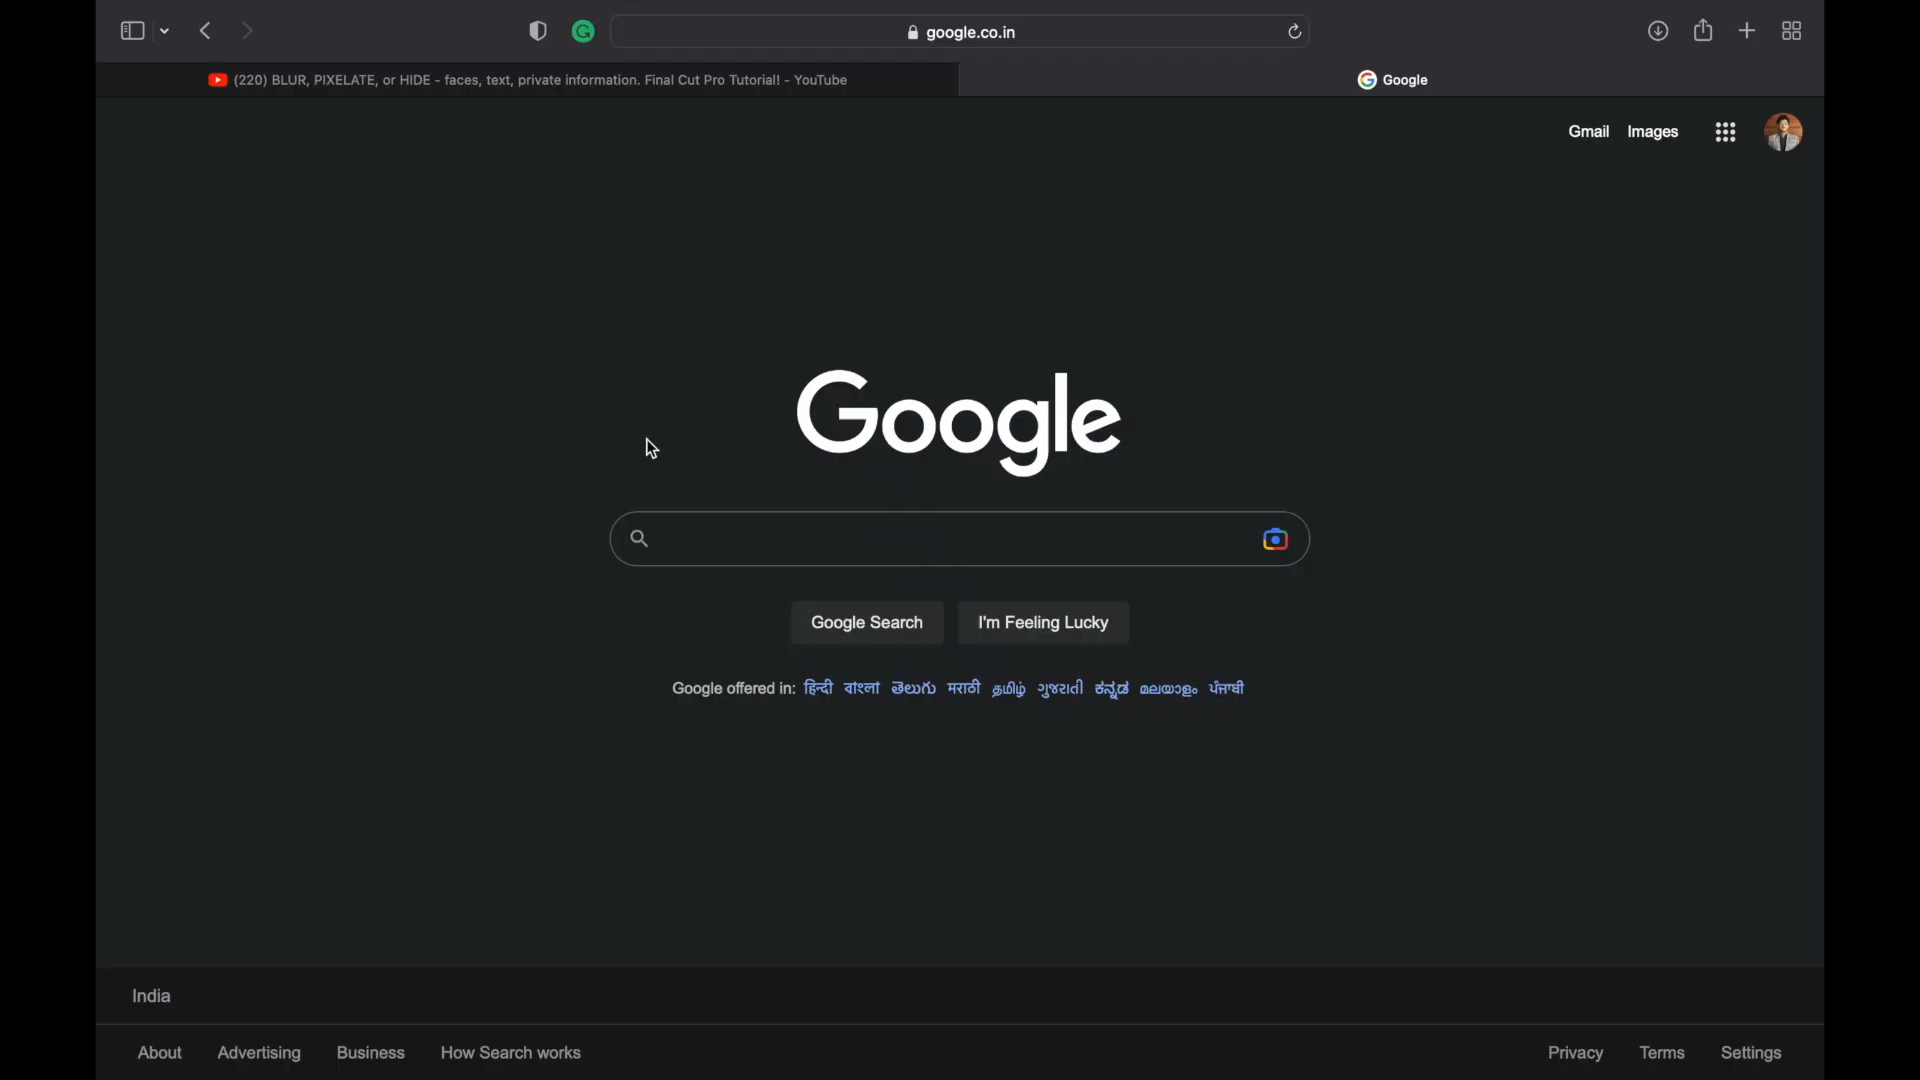 google.co.in
(220) BLUR, PIXELATE, or HIDE - faces, text, private information. Final Cut Pro Tutorial! - YouTube
Google
Gmail Images
Google
Google Search I'm Feeling Lucky
Google offered in: हिन्दी বাংলা తెలుగు मराठी தமிழ் ગુજરાતી ಕನ್ನಡ മലയാളം ਪੰਜਾਬੀ
India
About Advertising Business How Search works Privacy Terms Settings